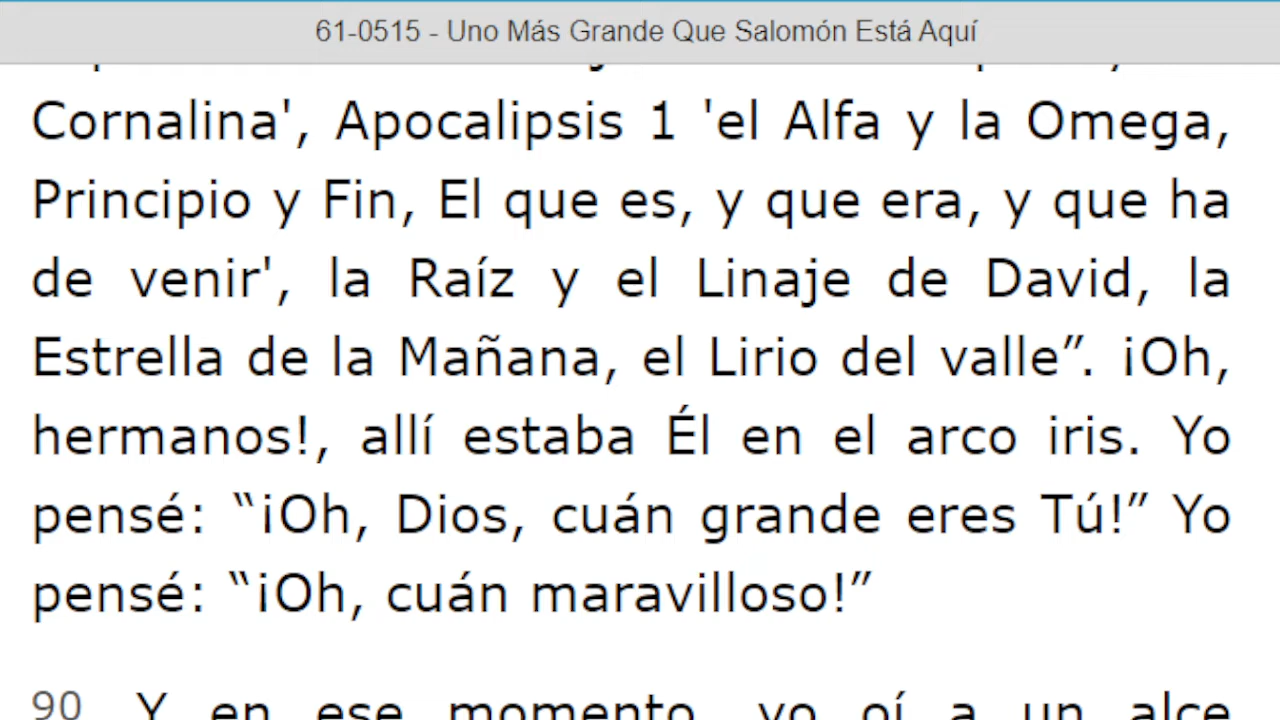 61-0515 - Uno Más Grande Que Salomón Está Aquí
Cornalina', Apocalipsis 1 'el Alfa y la Omega,
Principio y Fin, El que es, y que era, y que ha
de venir', la Raíz y el Linaje de David, la
Estrella de la Mañana, el Lirio del valle”. ¡Oh,
hermanos!, allí estaba Él en el arco iris. Yo
pensé: “¡Oh, Dios, cuán grande eres Tú!” Yo
pensé: “¡Oh, cuán maravilloso!”
90 Y en ese momento, yo oí a un alce